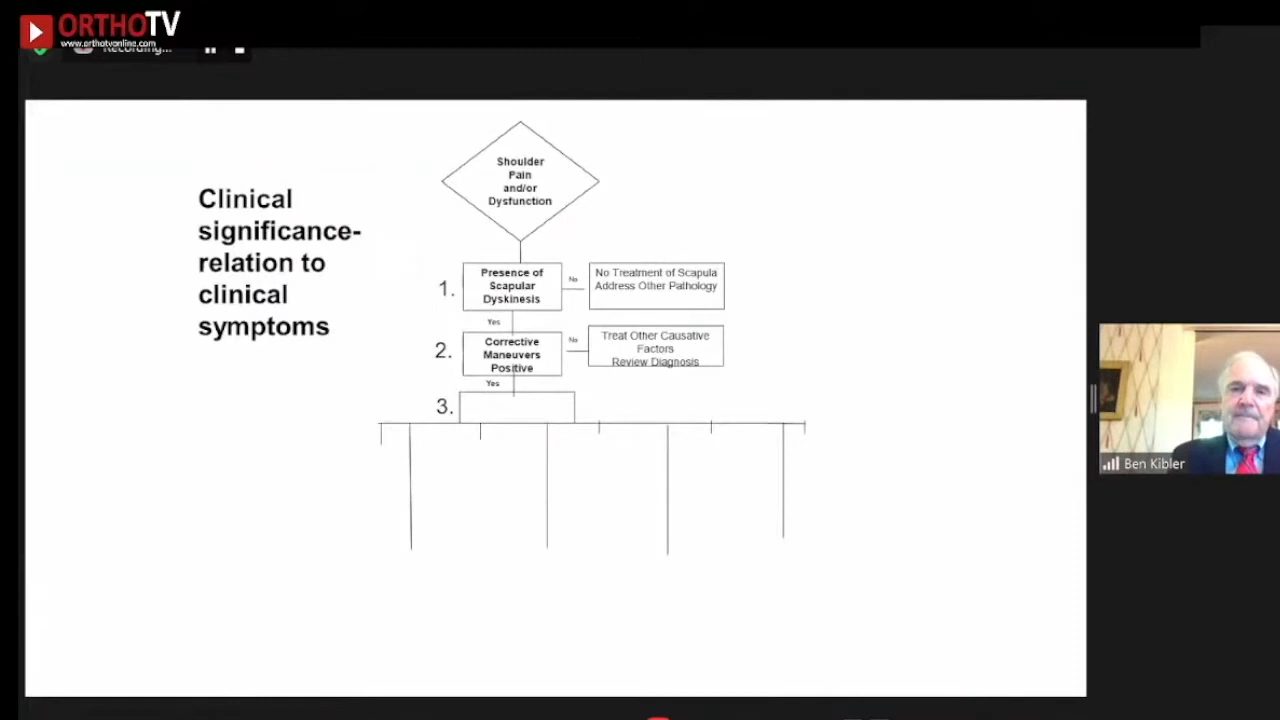 ORTHOTV
www.orthotvonline.com
Recording...
Clinical
significance-
relation to
clinical
symptoms
Shoulder
Pain
and/or
Dysfunction
1.
Presence of
Scapular
Dyskinesis
No
No Treatment of Scapula
Address Other Pathology
Yes
2.
Corrective
Maneuvers
Positive
No
Treat Other Causative
Factors
Review Diagnosis
Yes
3.
Ben Kibler